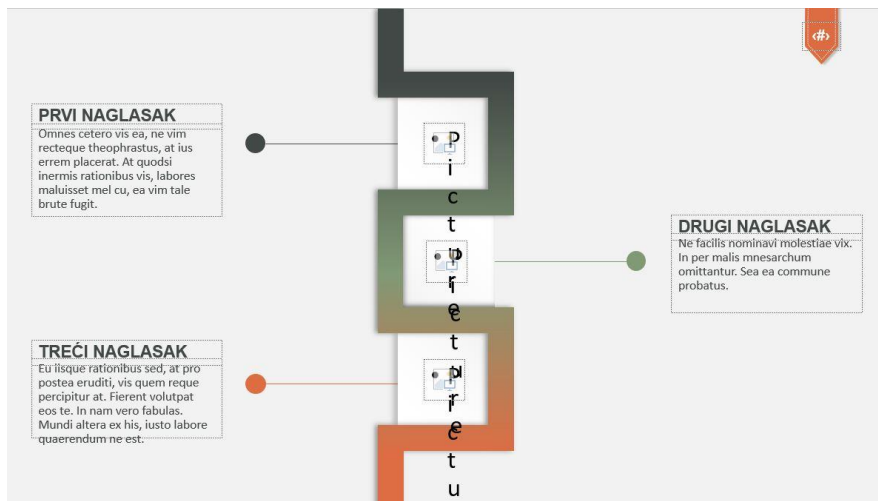 ‹#›
PRVI NAGLASAK
Omnes cetero vis ea, ne vim
recteque theophrastus, at ius
errem placerat. At quodsi
inermis rationibus vis, labores
maluisset mel cu, ea vim tale
brute fugit.
Picture
DRUGI NAGLASAK
Ne facilis nominavi molestiae vix.
In per malis mnesarchum
omittantur. Sea ea commune
probatus.
Picture
TREĆI NAGLASAK
Eu iisque rationibus sed, at pro
postea eruditi, vis quem reque
percipitur at. Fierent volutpat
eos te. In nam vero fabulas.
Mundi altera ex his, iusto labore
quaerendum ne est.
Pictu